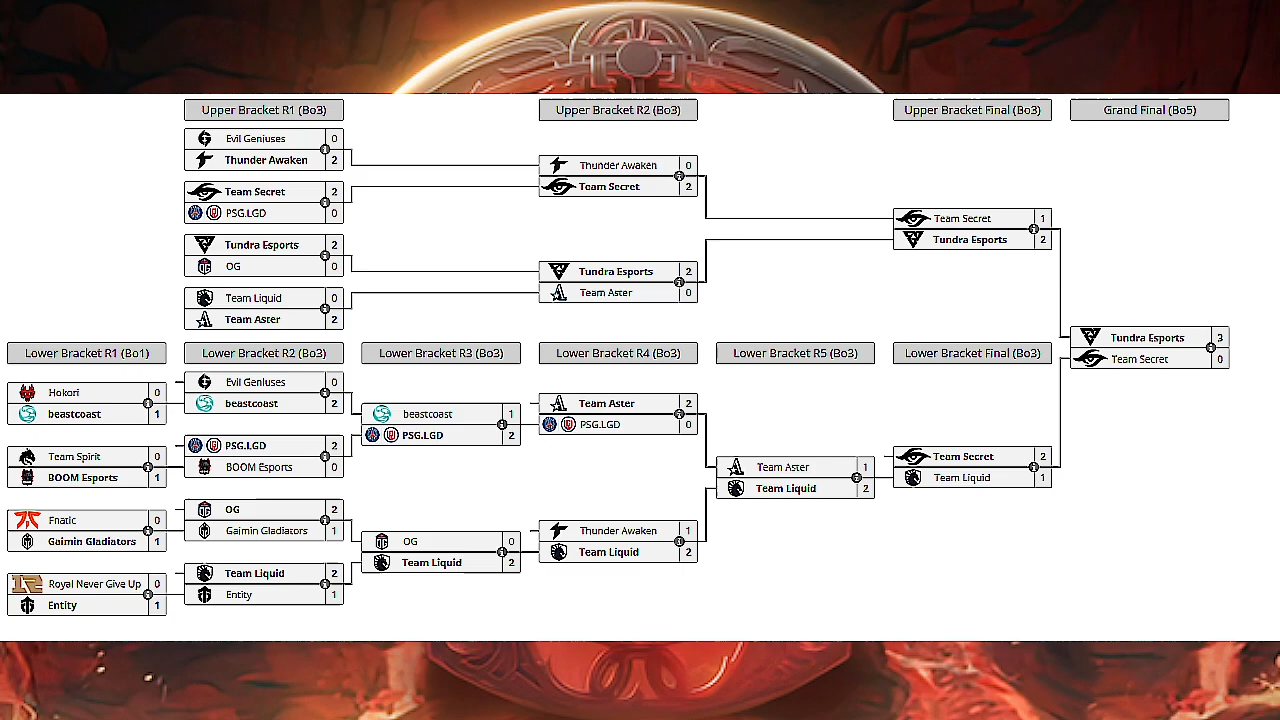 Upper Bracket R1 (Bo3)
Upper Bracket R2 (Bo3)
Upper Bracket Final (Bo3)
Grand Final (Bo5)
Evil Geniuses 0
Thunder Awaken 2
Team Secret 2
PSG.LGD 0
Tundra Esports 2
OG 0
Team Liquid 0
Team Aster 2
Thunder Awaken 0
Team Secret 2
Tundra Esports 2
Team Aster 0
Team Secret 1
Tundra Esports 2
Tundra Esports 3
Team Secret 0
Lower Bracket R1 (Bo1)
Lower Bracket R2 (Bo3)
Lower Bracket R3 (Bo3)
Lower Bracket R4 (Bo3)
Lower Bracket R5 (Bo3)
Lower Bracket Final (Bo3)
Hokori 0
beastcoast 1
Team Spirit 0
BOOM Esports 1
Fnatic 0
Gaimin Gladiators 1
Royal Never Give Up 0
Entity 1
Evil Geniuses 0
beastcoast 2
PSG.LGD 2
BOOM Esports 0
OG 2
Gaimin Gladiators 1
Team Liquid 2
Entity 1
beastcoast 1
PSG.LGD 2
OG 0
Team Liquid 2
Team Aster 2
PSG.LGD 0
Thunder Awaken 1
Team Liquid 2
Team Aster 1
Team Liquid 2
Team Secret 2
Team Liquid 1